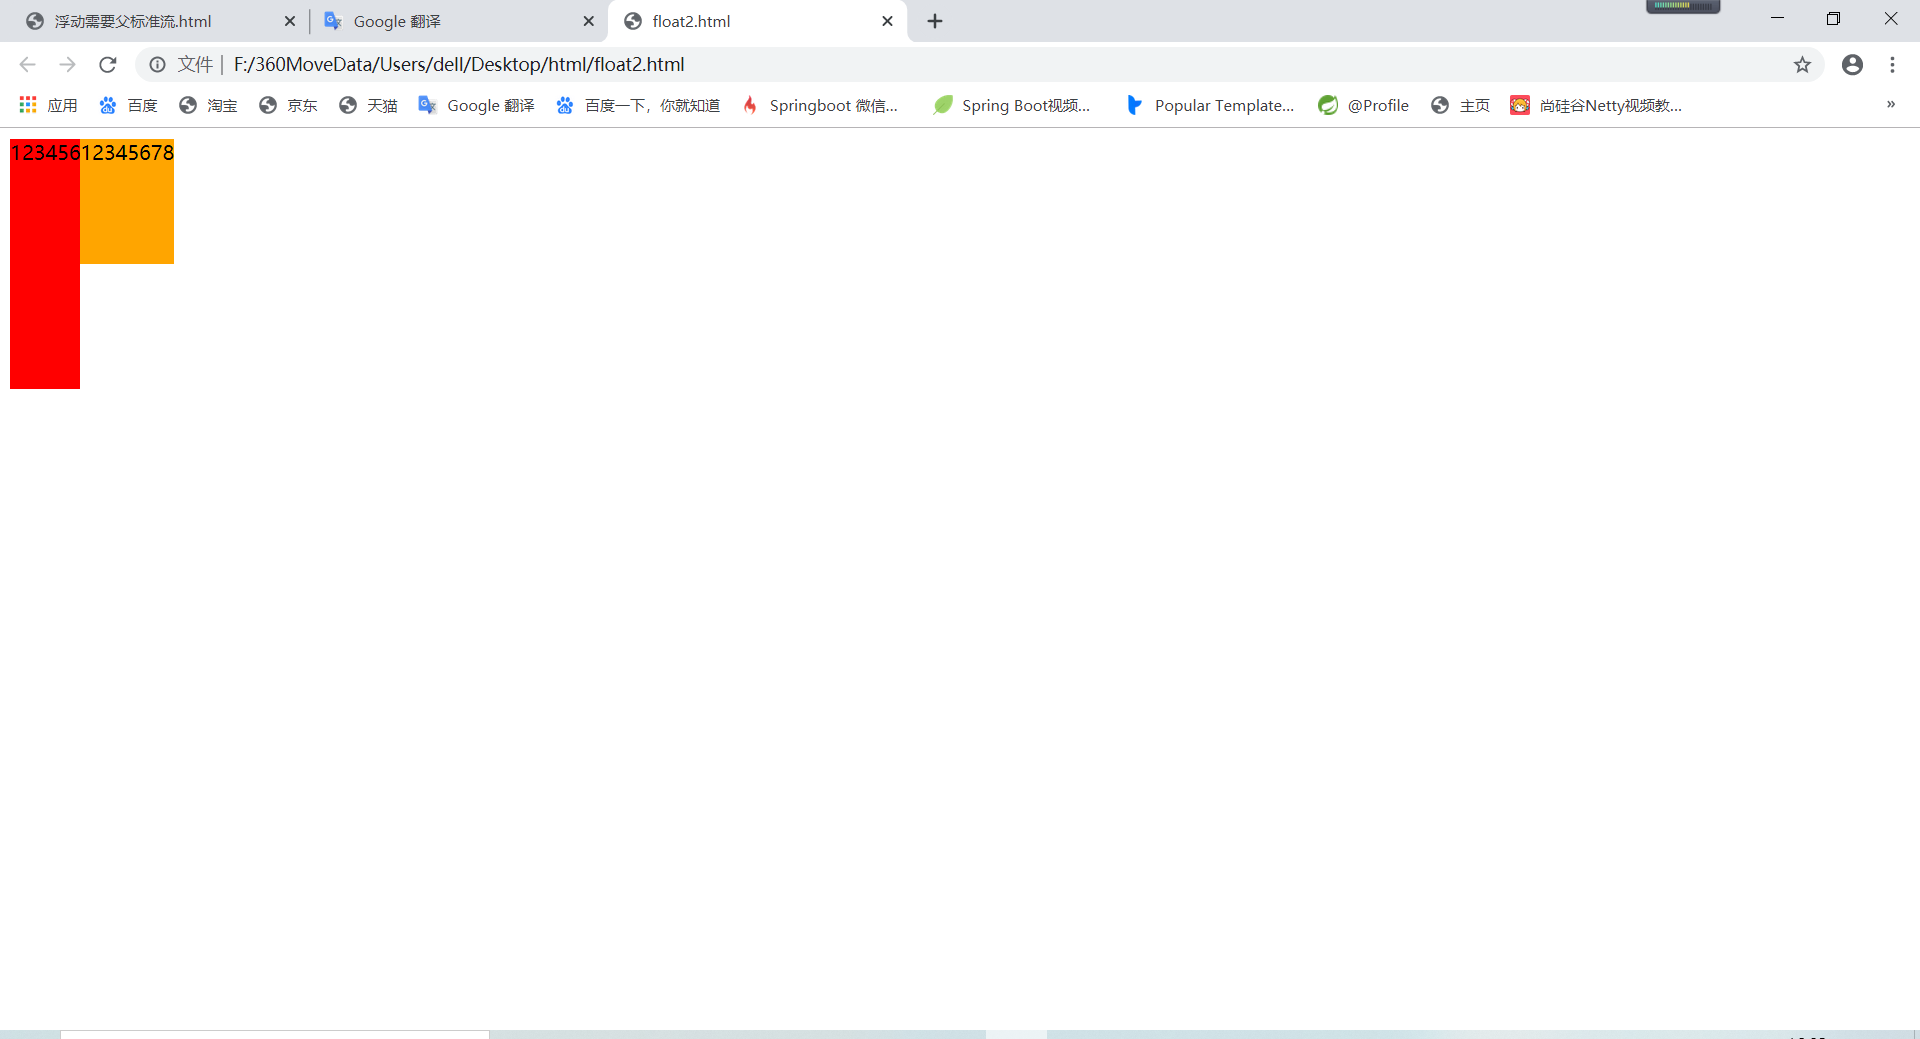 浮动需要父标准流.html
Google 翻译
float2.html
文件 | F:/360MoveData/Users/dell/Desktop/html/float2.html
应用 百度 淘宝 京东 天猫 Google 翻译 百度一下，你就知道 Springboot 微信... Spring Boot视频... Popular Template... @Profile 主页 尚硅谷Netty视频教... »
12345612345678